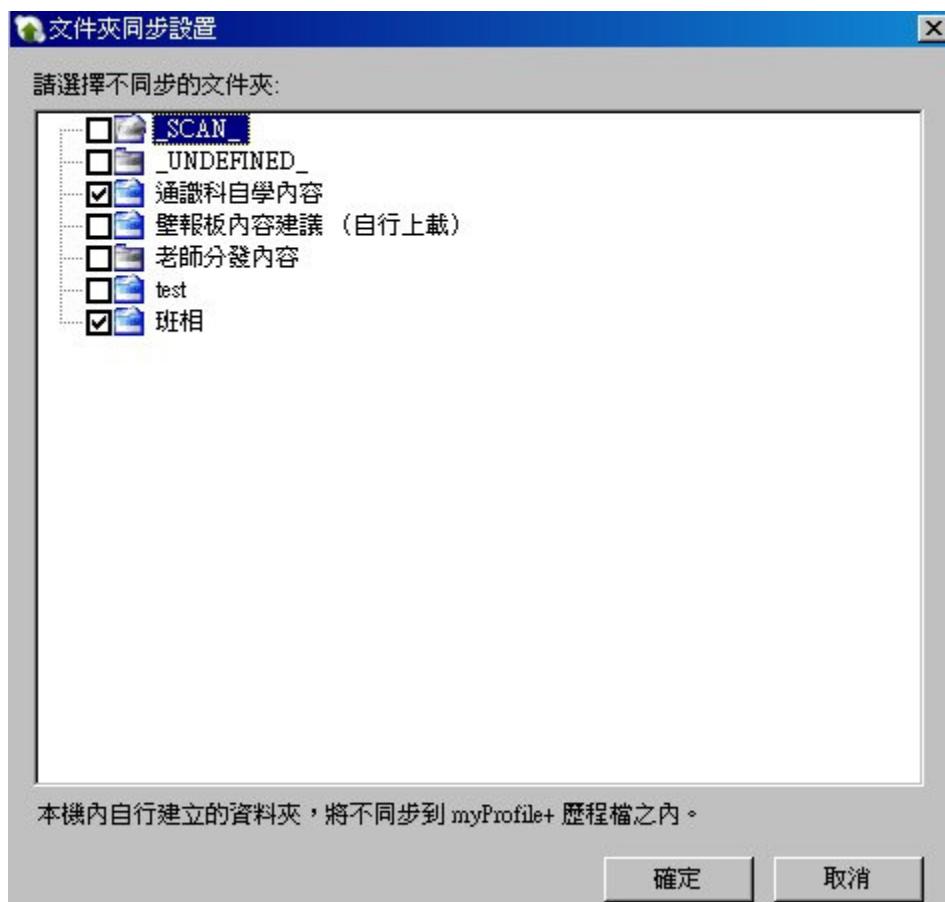 文件夾同步設置
請選擇不同步的文件夾:
_SCAN_
_UNDEFINED_
通識科自學內容
壁報板內容建議（自行上載）
老師分發內容
test
班相
本機內自行建立的資料夾，將不同步到 myProfile+ 歷程檔之內。
確定
取消